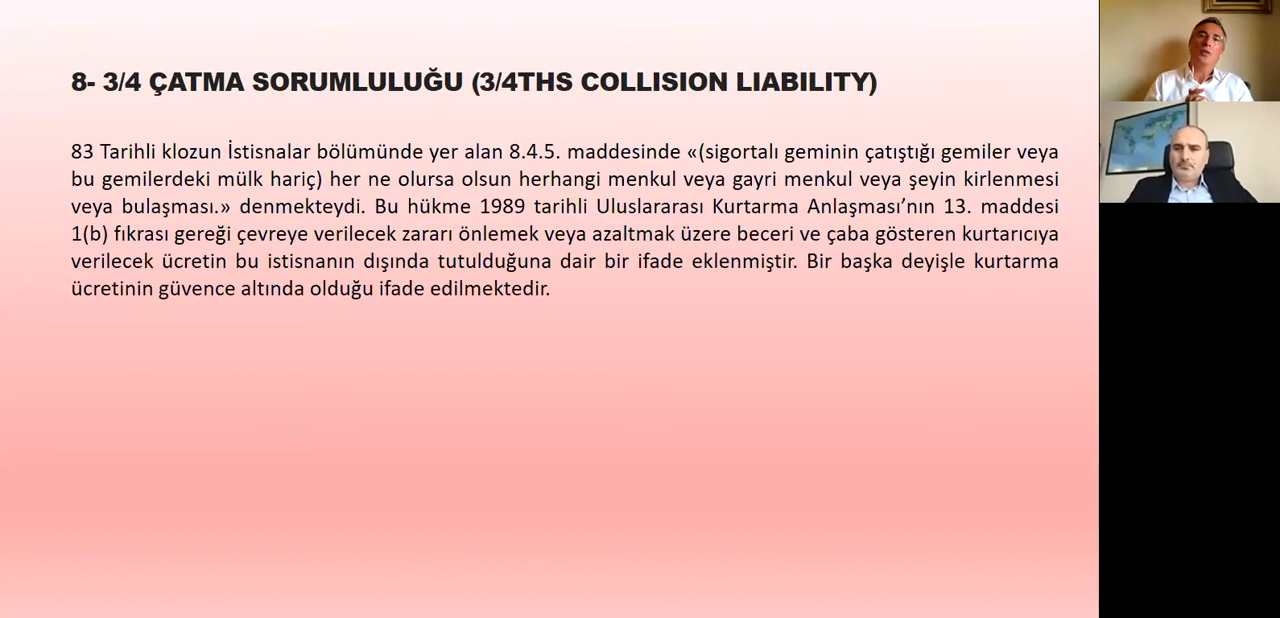 8- 3/4 ÇATMA SORUMLULUĞU (3/4THS COLLISION LIABILITY)
83 Tarihli klozun İstisnalar bölümünde yer alan 8.4.5. maddesinde «(sigortalı geminin çatıştığı gemiler veya
bu gemilerdeki mülk hariç) her ne olursa olsun herhangi menkul veya gayri menkul veya şeyin kirlenmesi
veya bulaşması.» denmekteydi. Bu hükme 1989 tarihli Uluslararası Kurtarma Anlaşması’nın 13. maddesi
1(b) fıkrası gereği çevreye verilecek zararı önlemek veya azaltmak üzere beceri ve çaba gösteren kurtarıcıya
verilecek ücretin bu istisnanın dışında tutulduğuna dair bir ifade eklenmiştir. Bir başka deyişle kurtarma
ücretinin güvence altında olduğu ifade edilmektedir.